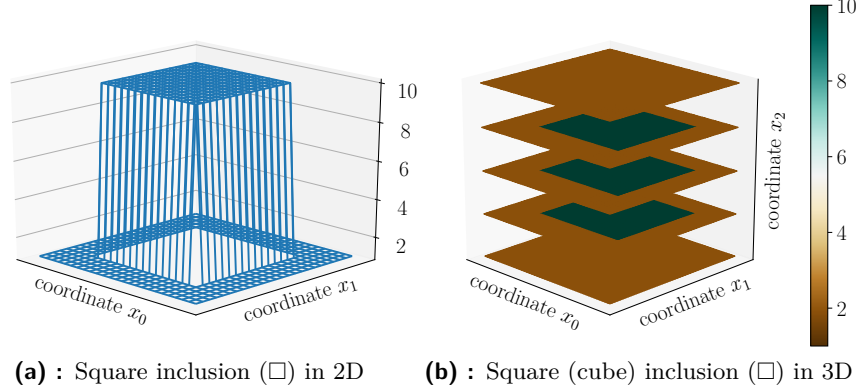 10
8
6
4
2
coordinate x₀
coordinate x₁
10
8
6
4
2
coordinate x₀
coordinate x₁
coordinate x₂
(a) : Square inclusion (□) in 2D
(b) : Square (cube) inclusion (□) in 3D